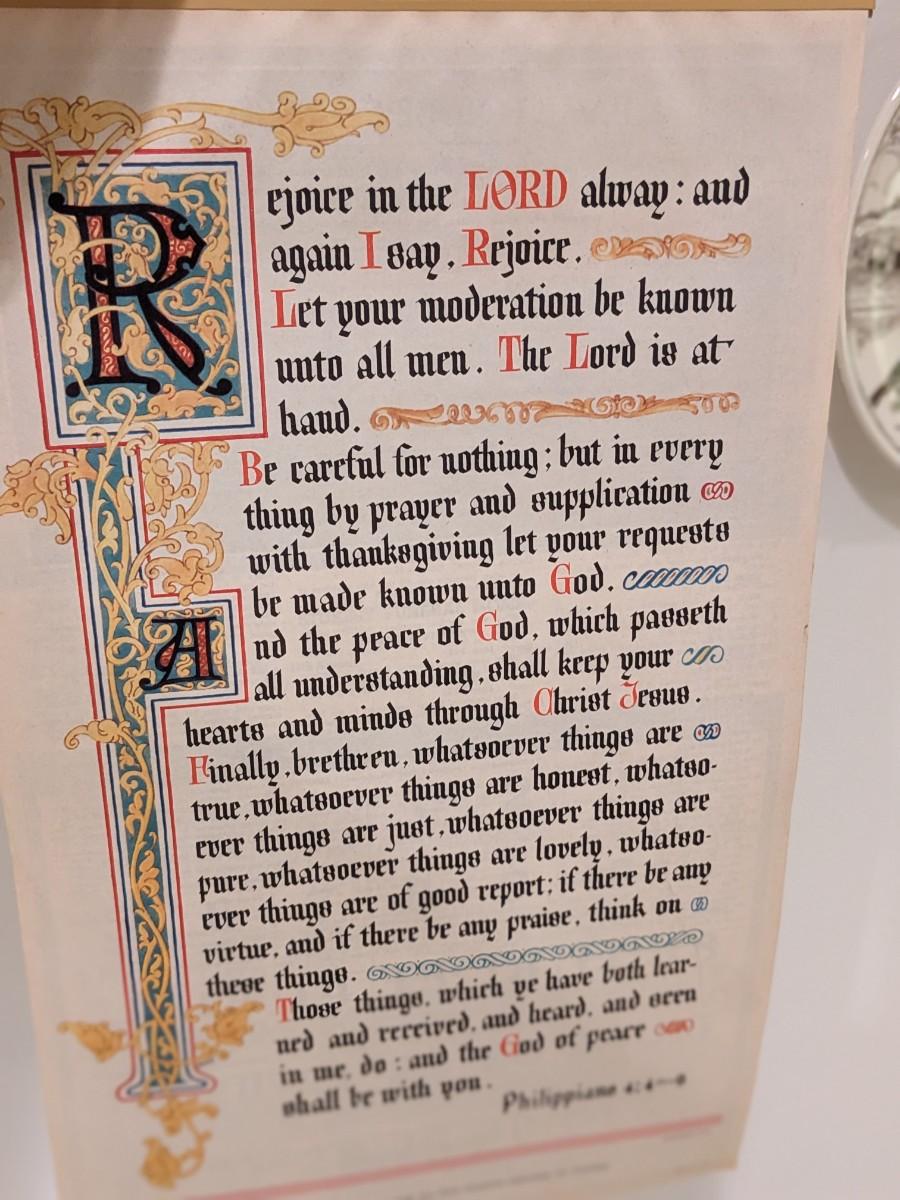 Rejoice in the LORD alway : and
again I say, Rejoice.
Let your moderation be known
unto all men. The Lord is at
hand.
Be careful for nothing; but in every
thing by prayer and supplication
with thanksgiving let your requests
be made known unto God.
And the peace of God, which passeth
all understanding, shall keep your
hearts and minds through Christ Jesus.
Finally, brethren, whatsoever things are
true, whatsoever things are honest, whatso-
ever things are just, whatsoever things are
pure, whatsoever things are lovely, whatso-
ever things are of good report; if there be any
virtue, and if there be any praise, think on
these things.
Those things, which ye have both lear-
ned and received, and heard, and seen
in me, do : and the God of peace
shall be with you.
Philippians 4:4-9